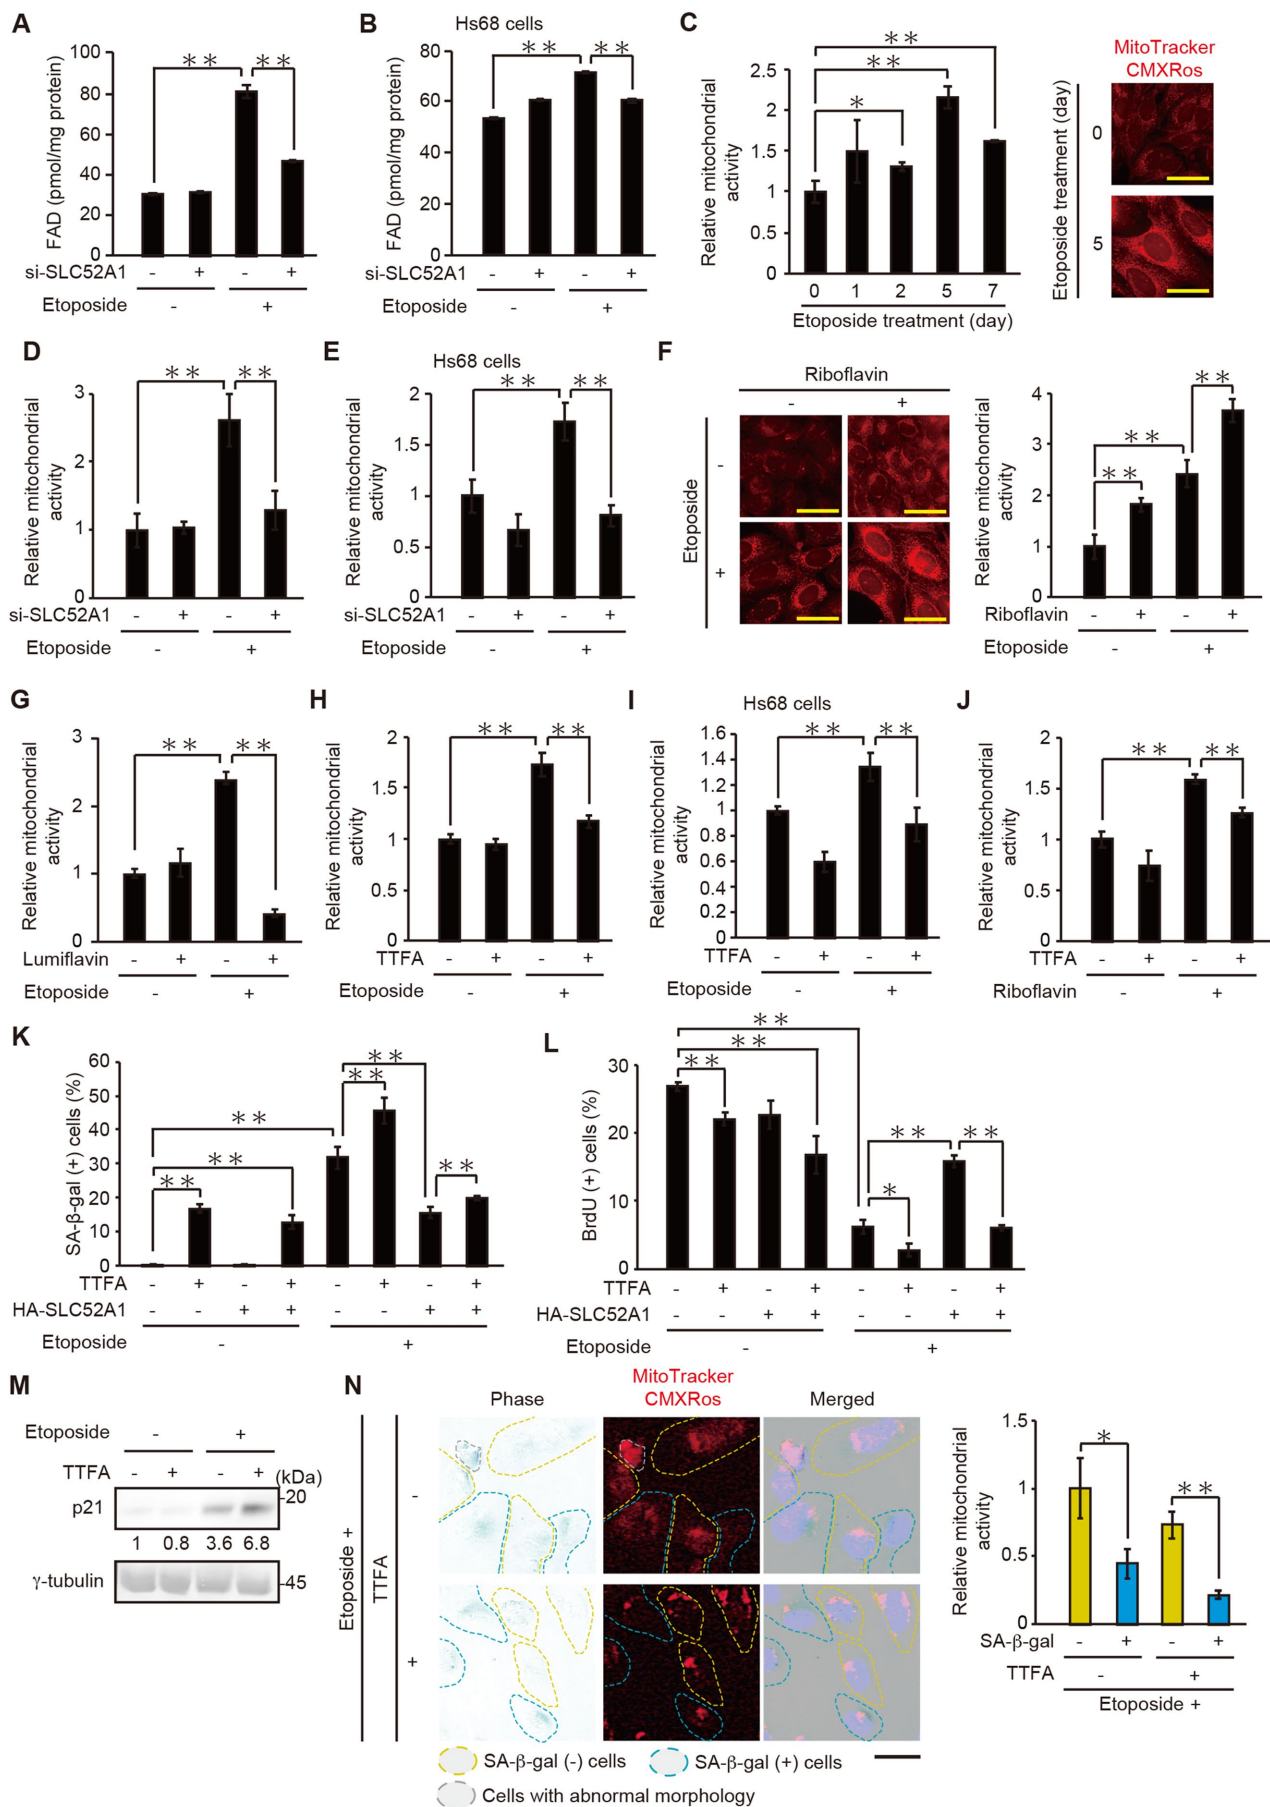 A
FAD (pmol/mg protein)
100
80
60
40
20
0
** **
si-SLC52A1 - + - +
Etoposide - +
B
Hs68 cells
FAD (pmol/mg protein)
80
60
40
20
0
** **
si-SLC52A1 - + - +
Etoposide - +
C
Relative mitochondrial
activity
2.5
2
1.5
1
0.5
0
**
**
*
0 1 2 5 7
Etoposide treatment (day)
MitoTracker
CMXRos
Etoposide treatment (day)
0
5
D
Relative mitochondrial
activity
3
2
1
0
** **
si-SLC52A1 - + - +
Etoposide - +
E
Hs68 cells
Relative mitochondrial
activity
2
1.5
1
0.5
0
** **
si-SLC52A1 - + - +
Etoposide - +
F
Riboflavin
- +
Etoposide
-
+
Relative mitochondrial
activity
4
3
2
1
0
**
**
**
Riboflavin - + - +
Etoposide - +
G
Relative mitochondrial
activity
3
2
1
0
** **
Lumiflavin - + - +
Etoposide - +
H
Relative mitochondrial
activity
2
1.5
1
0.5
0
** **
TTFA - + - +
Etoposide - +
I
Hs68 cells
Relative mitochondrial
activity
1.6
1.4
1.2
1
0.8
0.6
0.4
0.2
0
** **
TTFA - + - +
Etoposide - +
J
Relative mitochondrial
activity
2
1.5
1
0.5
0
** **
TTFA - + - +
Riboflavin - +
K
SA-β-gal (+) cells (%)
60
50
40
30
20
10
0
**
**
**
**
**
**
TTFA - + - + - + - +
HA-SLC52A1 - - + + - - + +
Etoposide - +
L
BrdU (+) cells (%)
30
20
10
0
**
**
**
**
**
*
TTFA - + - + - + - +
HA-SLC52A1 - - + + - - + +
Etoposide - +
M
Etoposide - +
TTFA - + - + (kDa)
p21 20
1 0.8 3.6 6.8
γ-tubulin 45
N
Phase
MitoTracker
CMXRos
Merged
Etoposide +
TTFA
-
+
SA-β-gal (-) cells
SA-β-gal (+) cells
Cells with abnormal morphology
Relative mitochondrial
activity
1.5
1
0.5
0
*
**
SA-β-gal - + - +
TTFA - +
Etoposide +